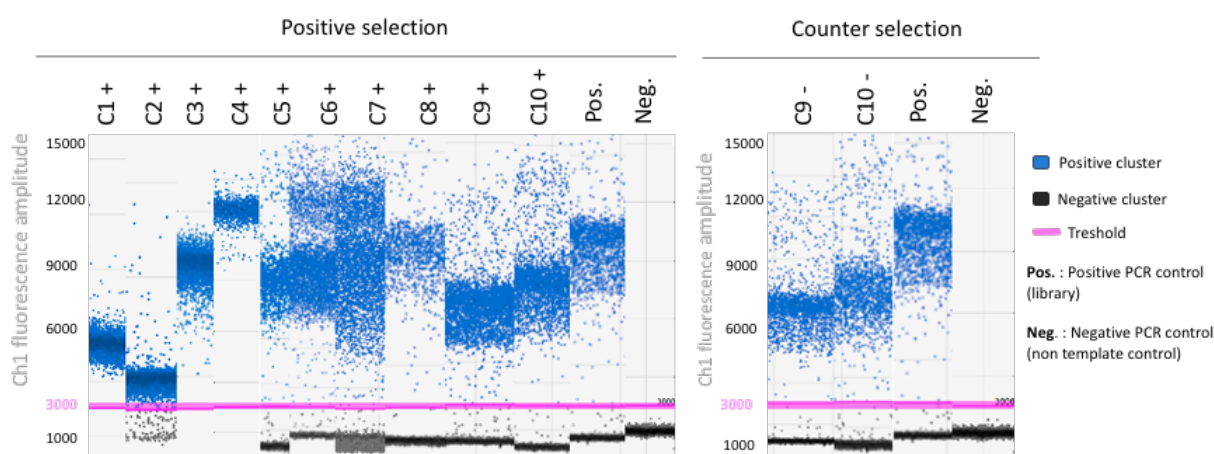 Positive selection
Counter selection
C1 +
C2 +
C3 +
C4 +
C5 +
C6 +
C7 +
C8 +
C9 +
C10 +
Pos.
Neg.
C9 -
C10 -
Pos.
Neg.
Ch1 fluorescence amplitude
15000
12000
9000
6000
3000
1000
3000
Ch1 fluorescence amplitude
15000
12000
9000
6000
3000
1000
Positive cluster
Negative cluster
Treshold
Pos. : Positive PCR control
(library)
Neg. : Negative PCR control
(non template control)